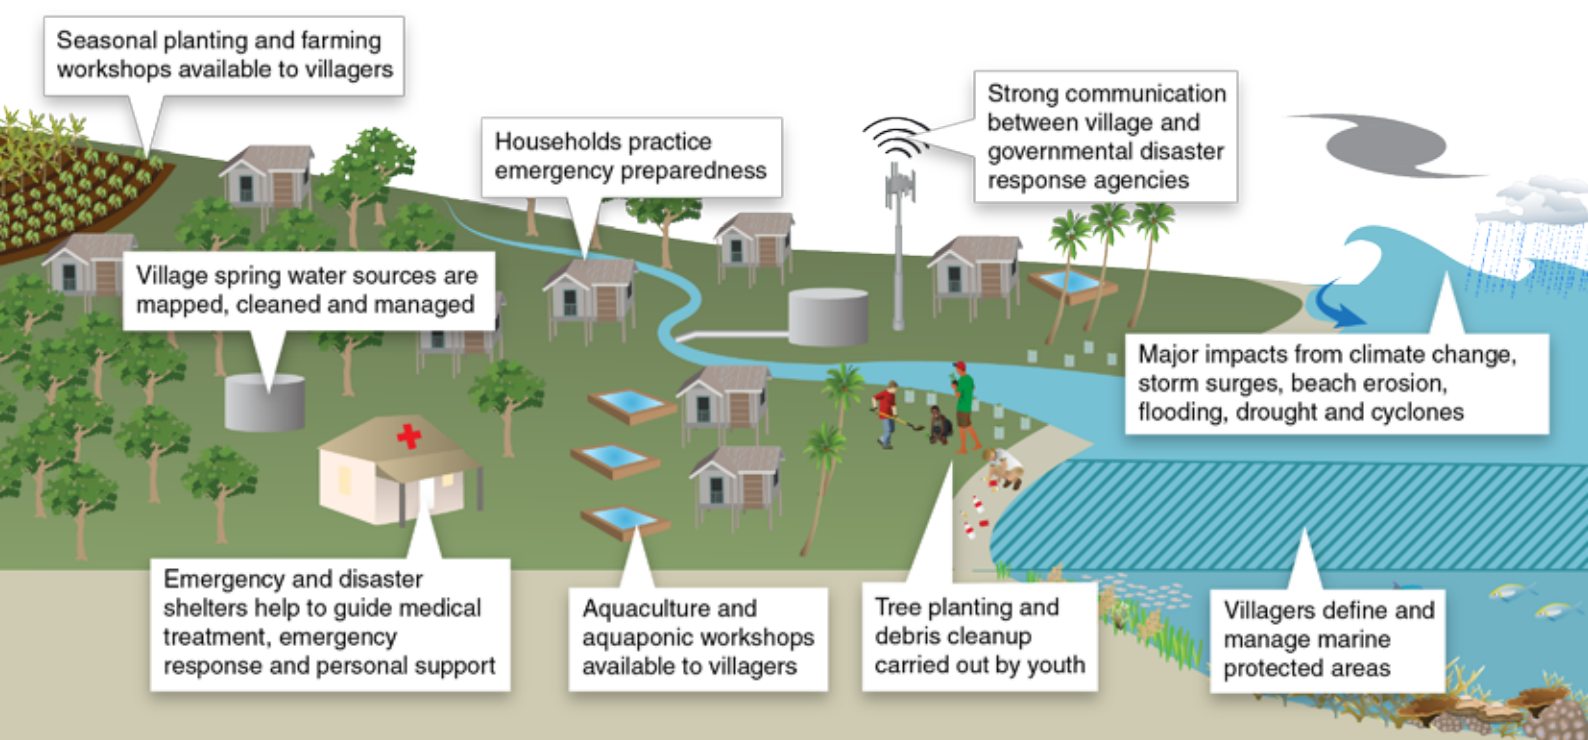 Seasonal planting and farming
workshops available to villagers
Households practice
emergency preparedness
Strong communication
between village and
governmental disaster
response agencies
Village spring water sources are
mapped, cleaned and managed
Major impacts from climate change,
storm surges, beach erosion,
flooding, drought and cyclones
Emergency and disaster
shelters help to guide medical
treatment, emergency
response and personal support
Aquaculture and
aquaponic workshops
available to villagers
Tree planting and
debris cleanup
carried out by youth
Villagers define and
manage marine
protected areas